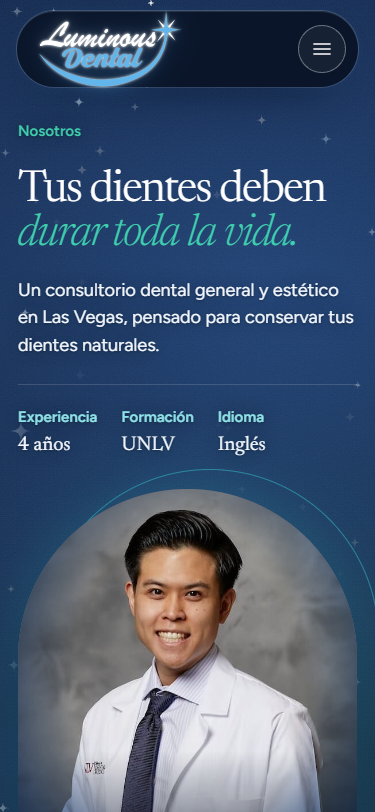 Luminous
Dental
Nosotros
Tus dientes deben
durar toda la vida.
Un consultorio dental general y estético
en Las Vegas, pensado para conservar tus
dientes naturales.
Experiencia
Formación
Idioma
4 años
UNLV
Inglés